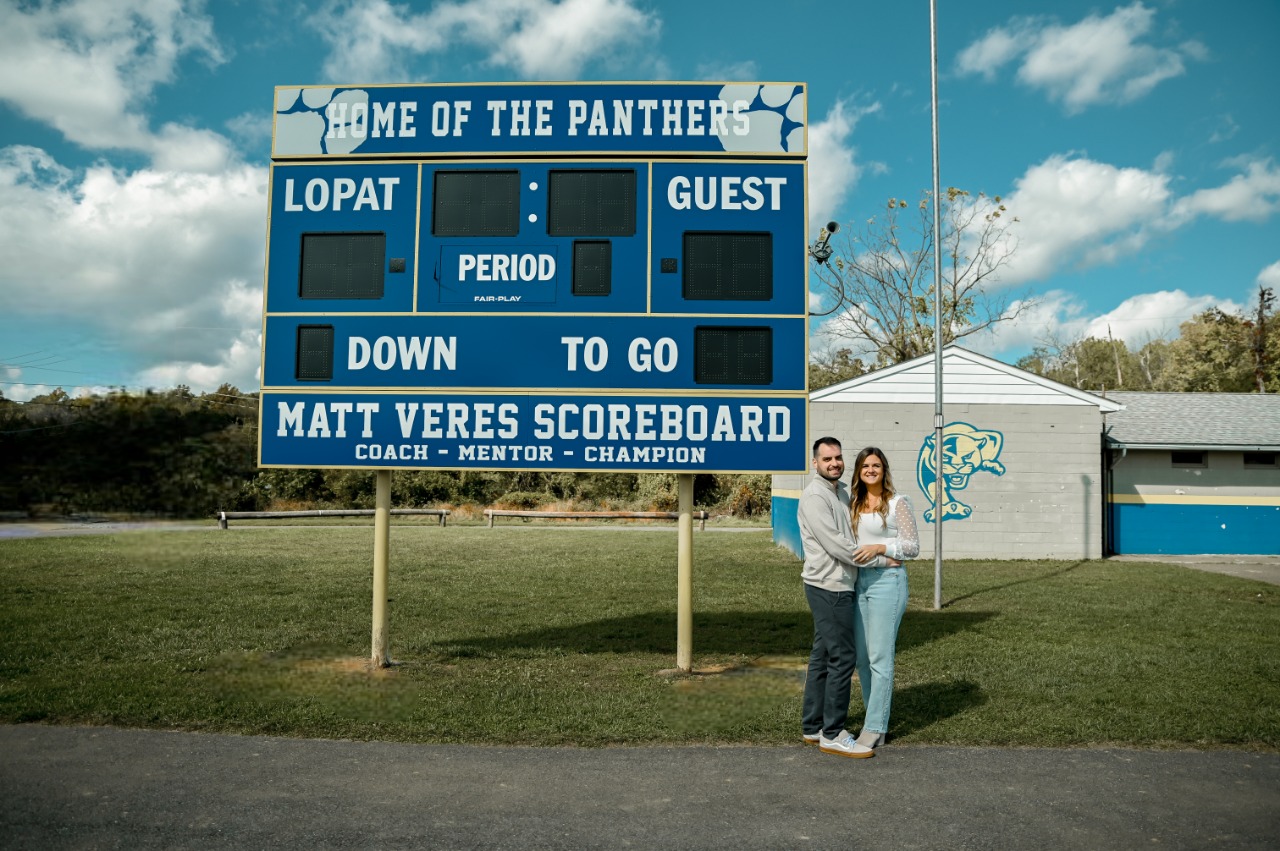 HOME OF THE PANTHERS
LOPAT
:
GUEST
PERIOD
FAIR-PLAY
DOWN
TO GO
MATT VERES SCOREBOARD
COACH - MENTOR - CHAMPION